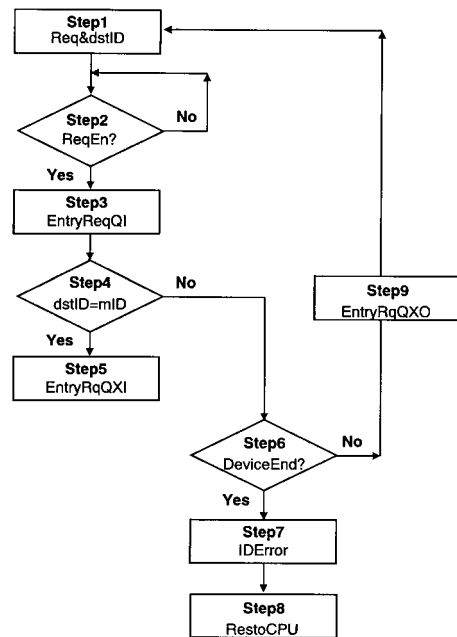 Step1
Req&dstID
Step2
ReqEn?
No
Yes
Step3
EntryReqQI
Step4
dstID=mID
No
Yes
Step5
EntryRqQXI
Step9
EntryRqQXO
Step6
DeviceEnd?
No
Yes
Step7
IDError
Step8
RestoCPU